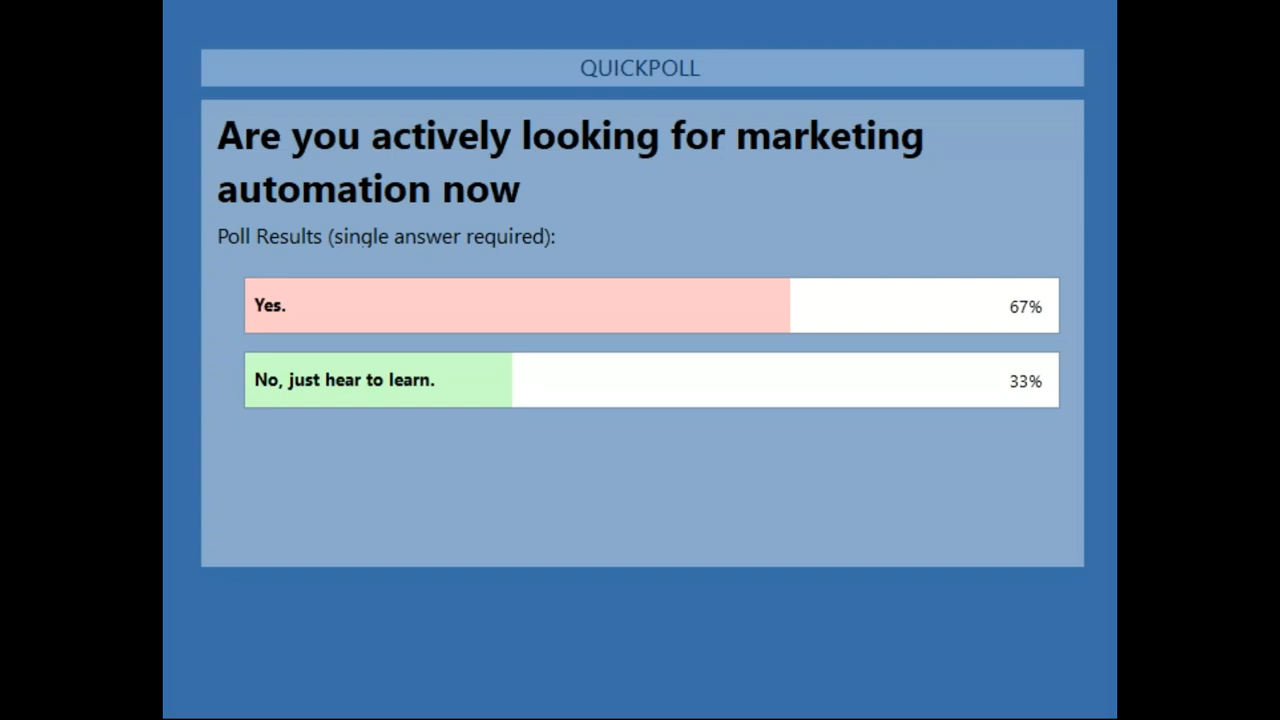 QUICKPOLL
Are you actively looking for marketing
automation now
Poll Results (single answer required):
Yes. 67%
No, just hear to learn. 33%